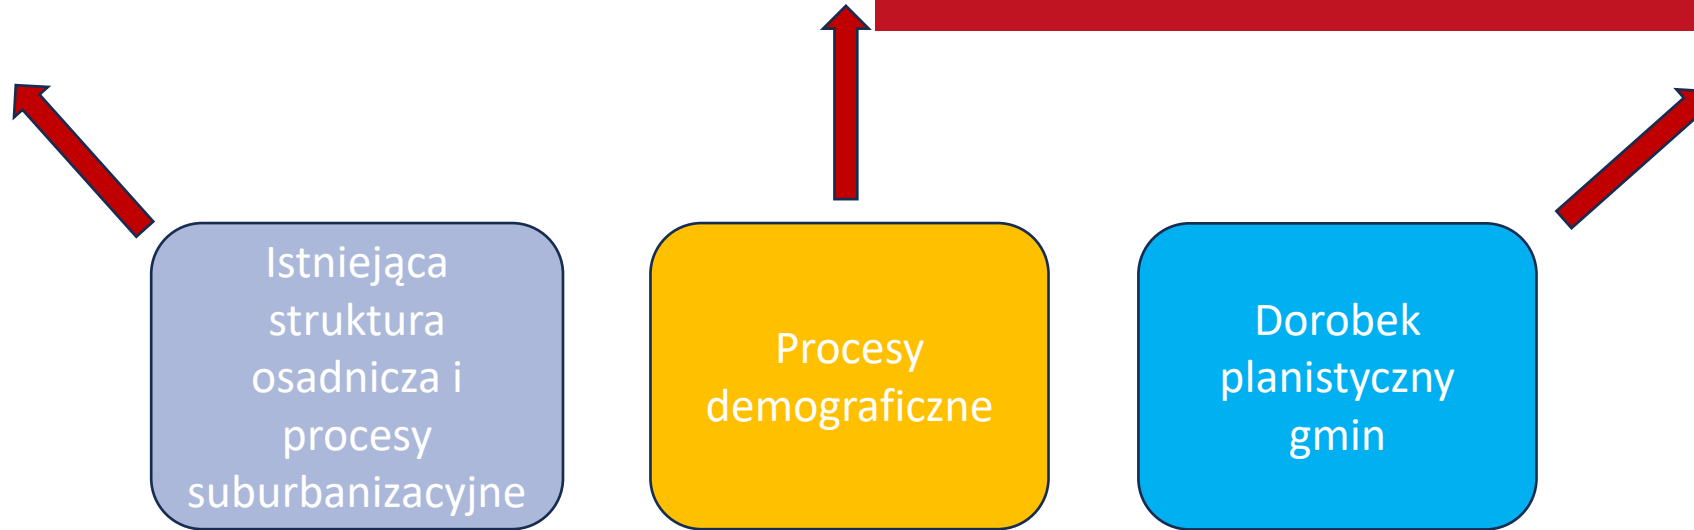 Istniejąca
struktura
osadnicza i
procesy
suburbanizacyjne
Procesy
demograficzne
Dorobek
planistyczny
gmin